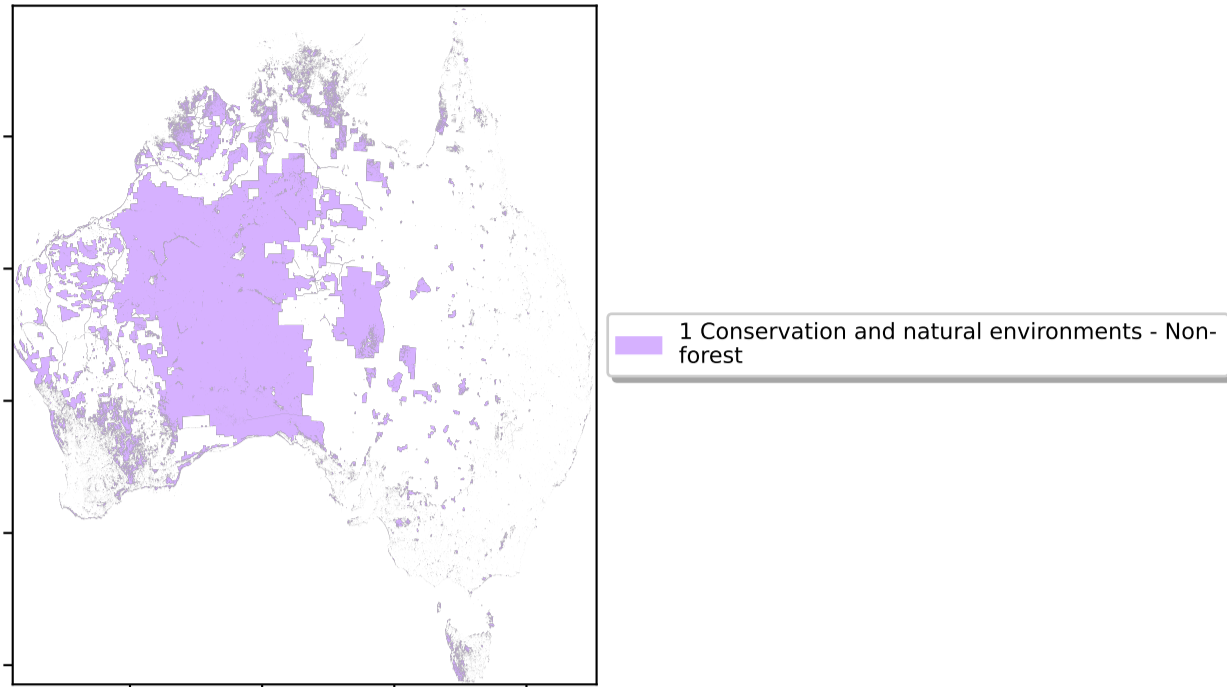 1 Conservation and natural environments - Non-
forest